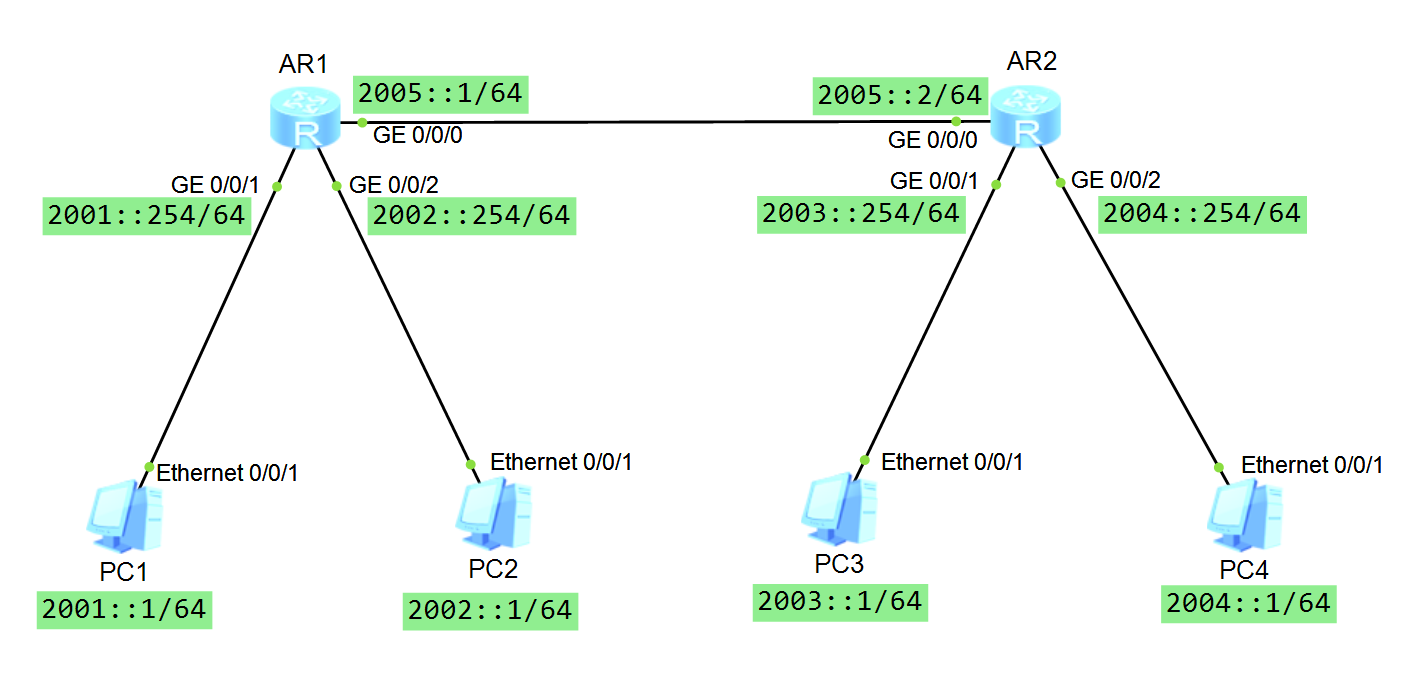 AR1
AR2
2005::1/64
2005::2/64
R
R
GE 0/0/0
GE 0/0/0
GE 0/0/1
GE 0/0/2
GE 0/0/1
GE 0/0/2
2001::254/64
2002::254/64
2003::254/64
2004::254/64
Ethernet 0/0/1
Ethernet 0/0/1
Ethernet 0/0/1
Ethernet 0/0/1
PC1
PC2
PC3
PC4
2001::1/64
2002::1/64
2003::1/64
2004::1/64